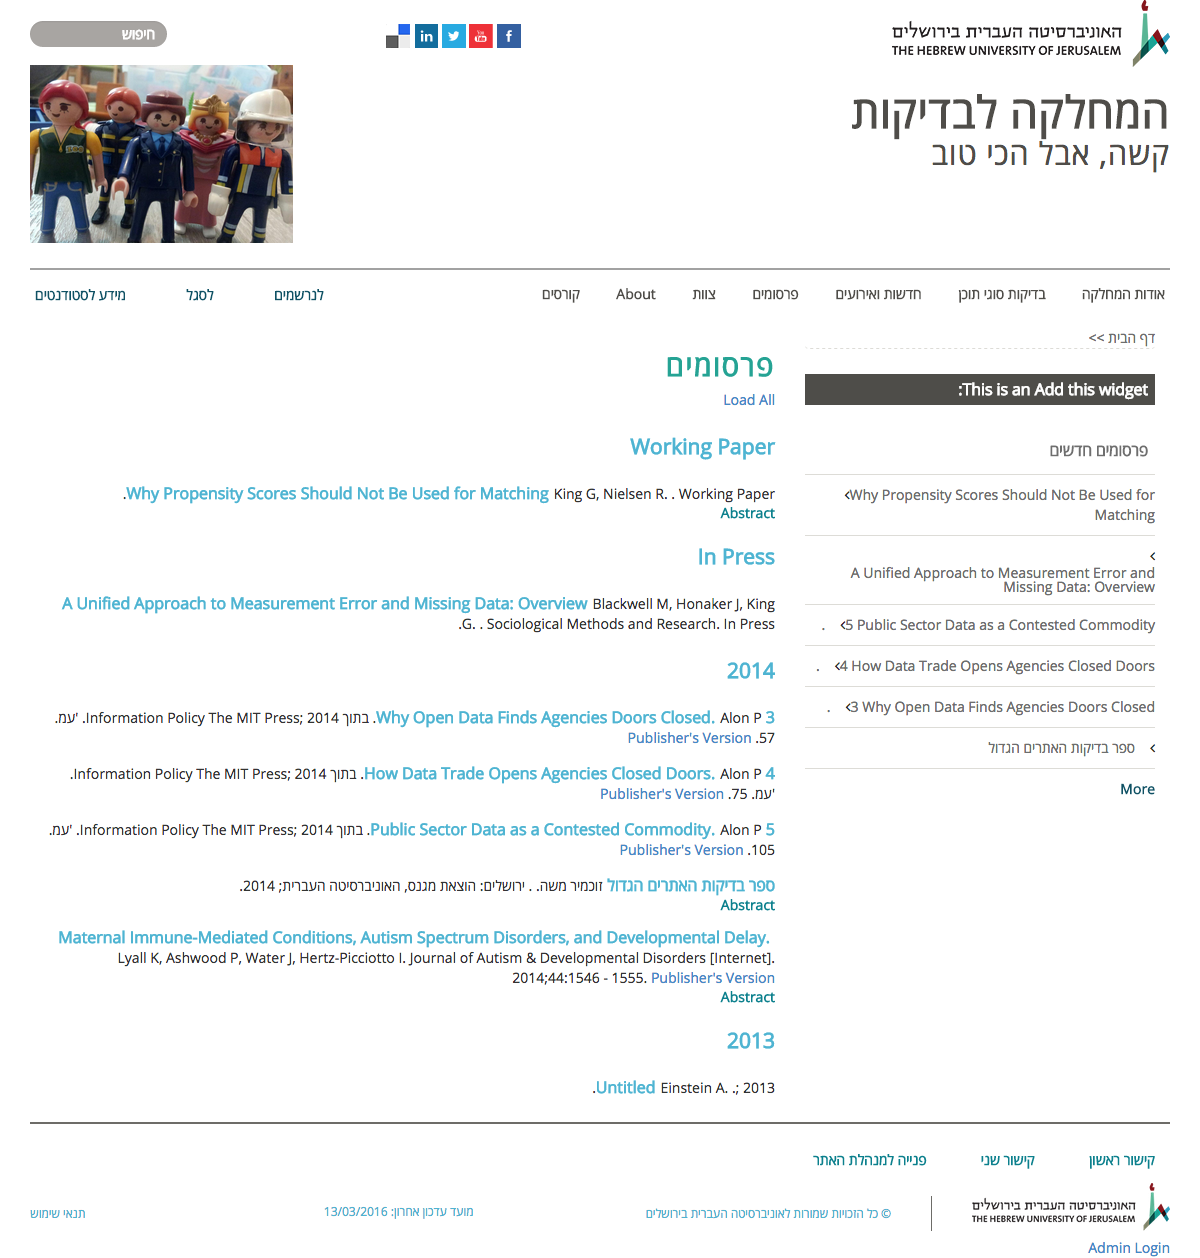 האוניברסיטה העברית בירושלים
THE HEBREW UNIVERSITY OF JERUSALEM
חיפוש
המחלקה לבדיקות
קשה, אבל הכי טוב
אודות המחלקה
בדיקות סוגי תוכן
חדשות ואירועים
פרסומים
צוות
About
קורסים
לנרשמים
לסגל
מידע לסטודנטים
דף הבית >>
This is an Add this widget:
פרסומים חדשים
Why Propensity Scores Should Not Be Used for
Matching
A Unified Approach to Measurement Error and
Missing Data: Overview
5 Public Sector Data as a Contested Commodity .
4 How Data Trade Opens Agencies Closed Doors .
3 Why Open Data Finds Agencies Doors Closed .
ספר בדיקות האתרים הגדול
More
פרסומים
Load All
Working Paper
.Why Propensity Scores Should Not Be Used for Matching King G, Nielsen R. . Working Paper
Abstract
In Press
A Unified Approach to Measurement Error and Missing Data: Overview Blackwell M, Honaker J, King
.G. . Sociological Methods and Research. In Press
2014
3 Alon P Why Open Data Finds Agencies Doors Closed. . בתוך Information Policy The MIT Press; 2014. עמ'.
57. Publisher's Version
4 Alon P How Data Trade Opens Agencies Closed Doors. . בתוך Information Policy The MIT Press; 2014.
עמ'. 75. Publisher's Version
5 Alon P Public Sector Data as a Contested Commodity. . בתוך Information Policy The MIT Press; 2014. עמ'.
105. Publisher's Version
ספר בדיקות האתרים הגדול זוכמיר משה. . ירושלים: הוצאת מגנס, האוניברסיטה העברית; 2014.
Abstract
Maternal Immune-Mediated Conditions, Autism Spectrum Disorders, and Developmental Delay.
Lyall K, Ashwood P, Water J, Hertz-Picciotto I. Journal of Autism & Developmental Disorders [Internet].
2014;44:1546 - 1555. Publisher's Version
Abstract
2013
.Untitled Einstein A. .; 2013
קישור ראשון
קישור שני
פנייה למנהלת האתר
האוניברסיטה העברית בירושלים
THE HEBREW UNIVERSITY OF JERUSALEM
© כל הזכויות שמורות לאוניברסיטה העברית בירושלים
מועד עדכון אחרון: 13/03/2016
תנאי שימוש
Admin Login